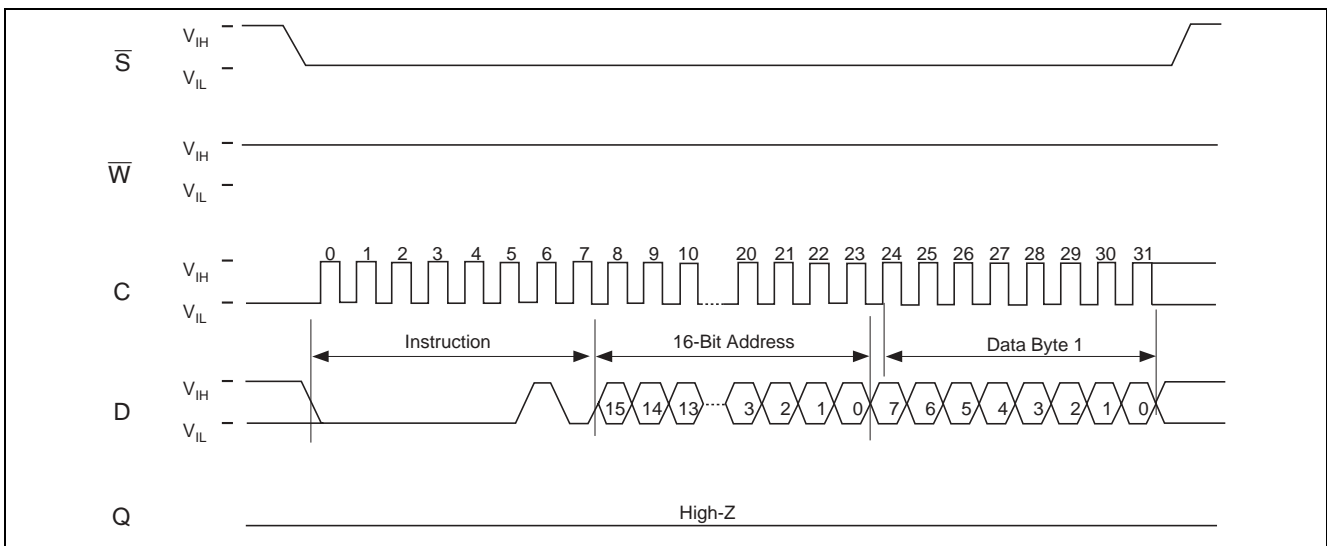 V_IH
S̅
V_IL
V_IH
W̅
V_IL
0 1 2 3 4 5 6 7 8 9 10 20 21 22 23 24 25 26 27 28 29 30 31
V_IH
C
V_IL
Instruction 16-Bit Address Data Byte 1
V_IH
D 15 14 13 3 2 1 0 7 6 5 4 3 2 1 0
V_IL
High-Z
Q